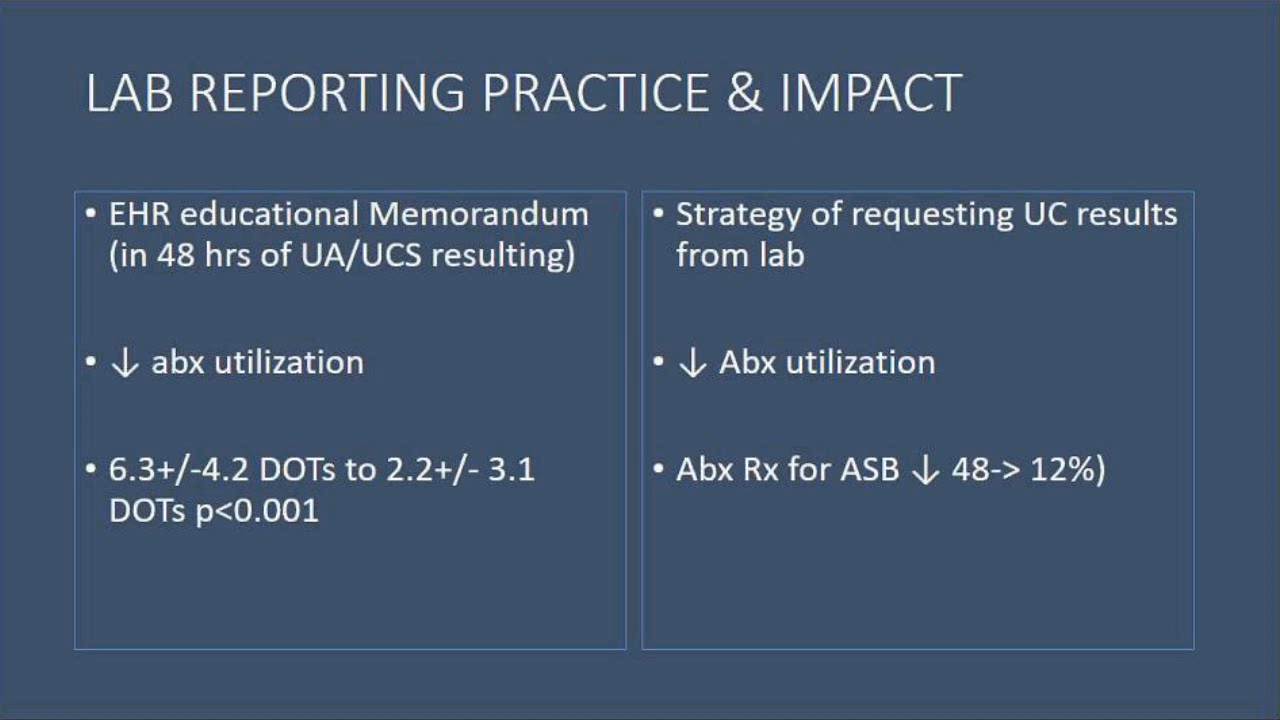 LAB REPORTING PRACTICE & IMPACT
• EHR educational Memorandum
(in 48 hrs of UA/UCS resulting)
• ↓ abx utilization
• 6.3+/-4.2 DOTs to 2.2+/- 3.1
DOTs p<0.001
• Strategy of requesting UC results
from lab
• ↓ Abx utilization
• Abx Rx for ASB ↓ 48-> 12%)